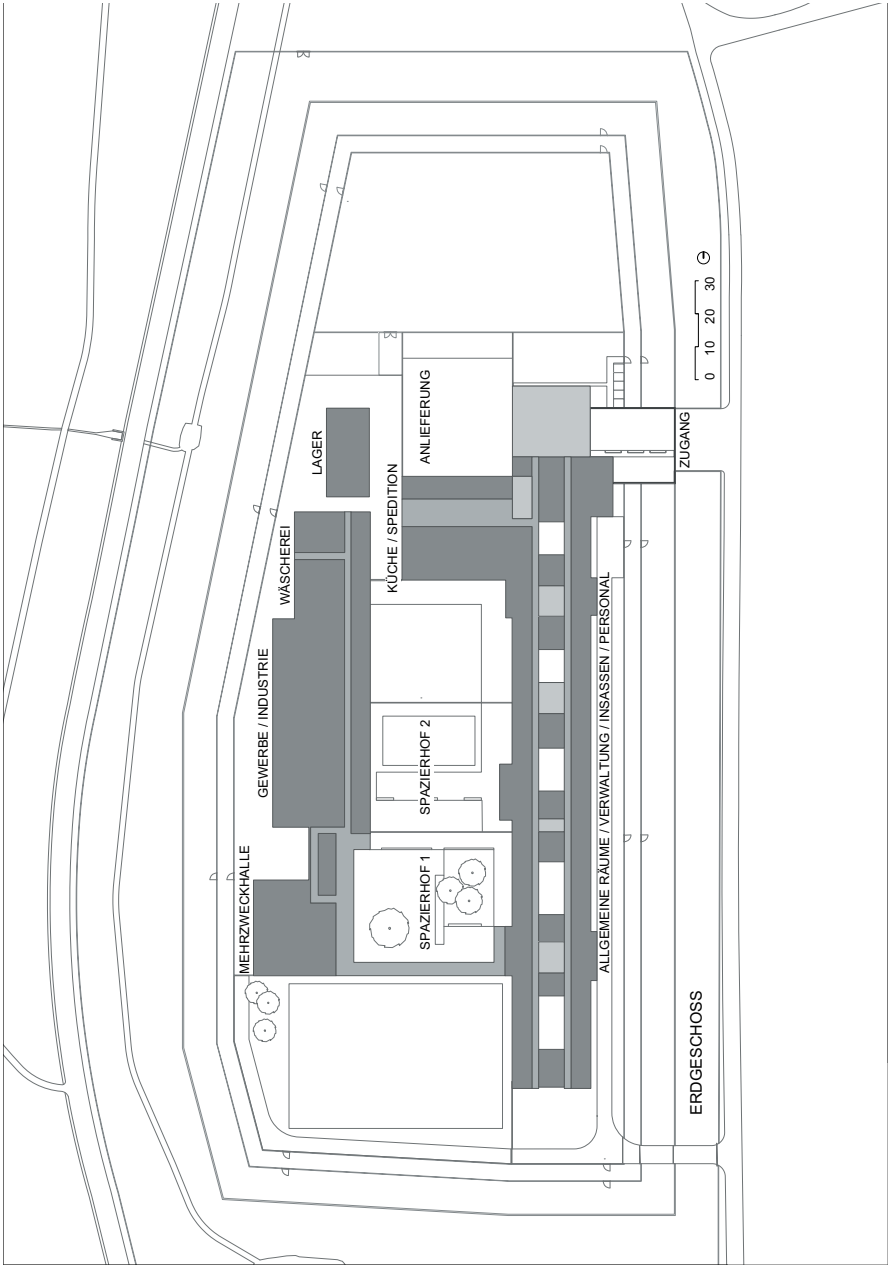 MEHRZWECKHALLE
GEWERBE / INDUSTRIE
WÄSCHEREI
LAGER
SPAZIERHOF 1
SPAZIERHOF 2
KÜCHE / SPEDITION
ANLIEFERUNG
ALLGEMEINE RÄUME / VERWALTUNG / INSASSEN / PERSONAL
ZUGANG
ERDGESCHOSS
0 10 20 30